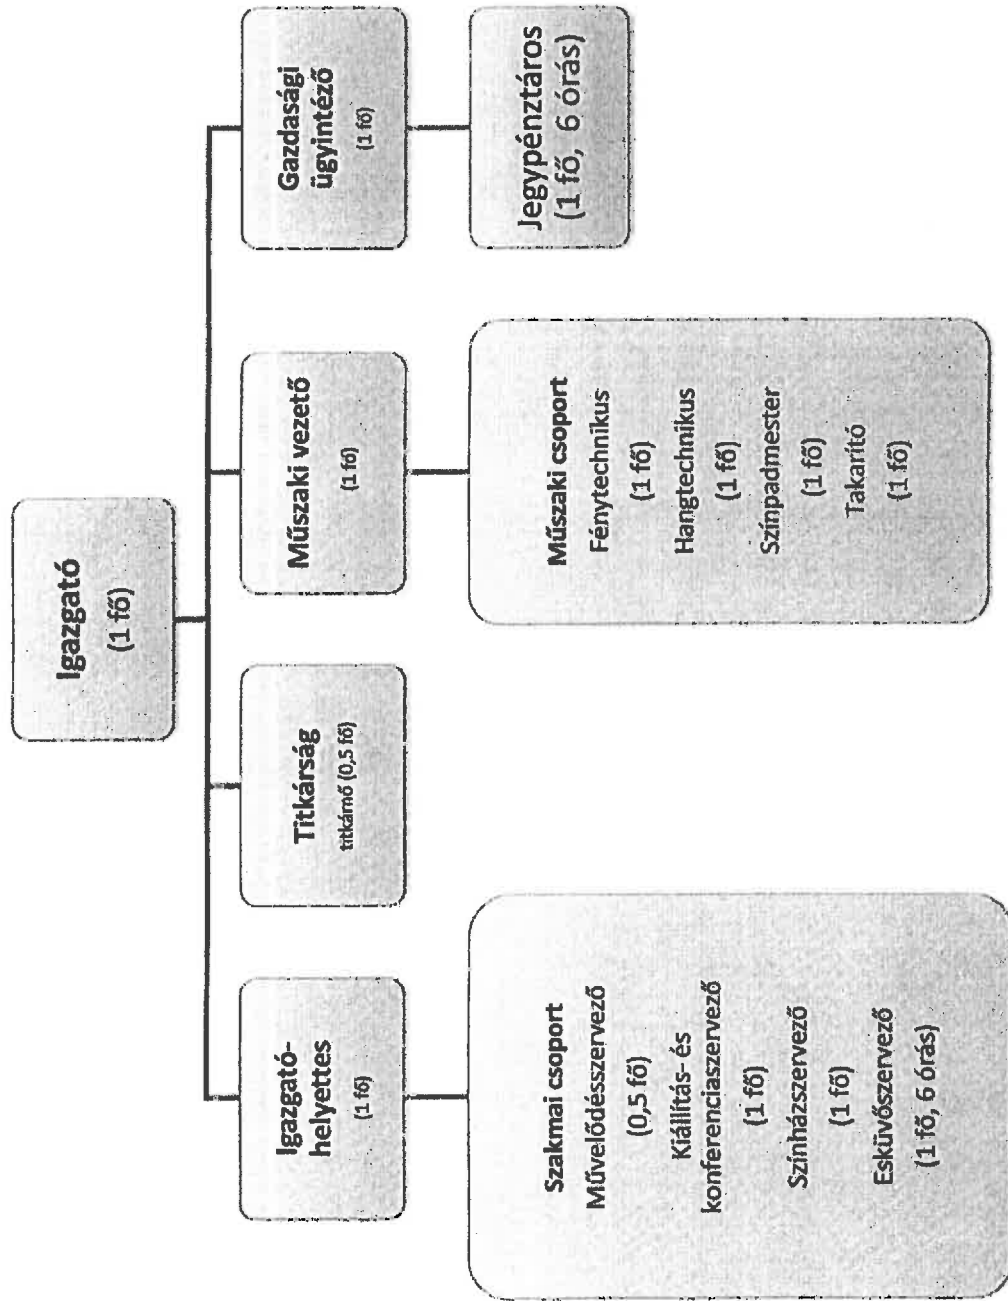 Igazgató
(1 fő)
Igazgató-
helyettes
(1 fő)
Titkárság
titkárnő (0,5 fő)
Műszaki vezető
(1 fő)
Gazdasági
ügyintéző
(1 fő)
Szakmai csoport
Művelődésszervező
(0,5 fő)
Kiállítás- és
konferenciaszervező
(1 fő)
Színházszervező
(1 fő)
Esküvőszervező
(1 fő, 6 órás)
Műszaki csoport
Fénytechnikus
(1 fő)
Hangtechnikus
(1 fő)
Színpadmester
(1 fő)
Takarító
(1 fő)
Jegypénztáros
(1 fő, 6 órás)